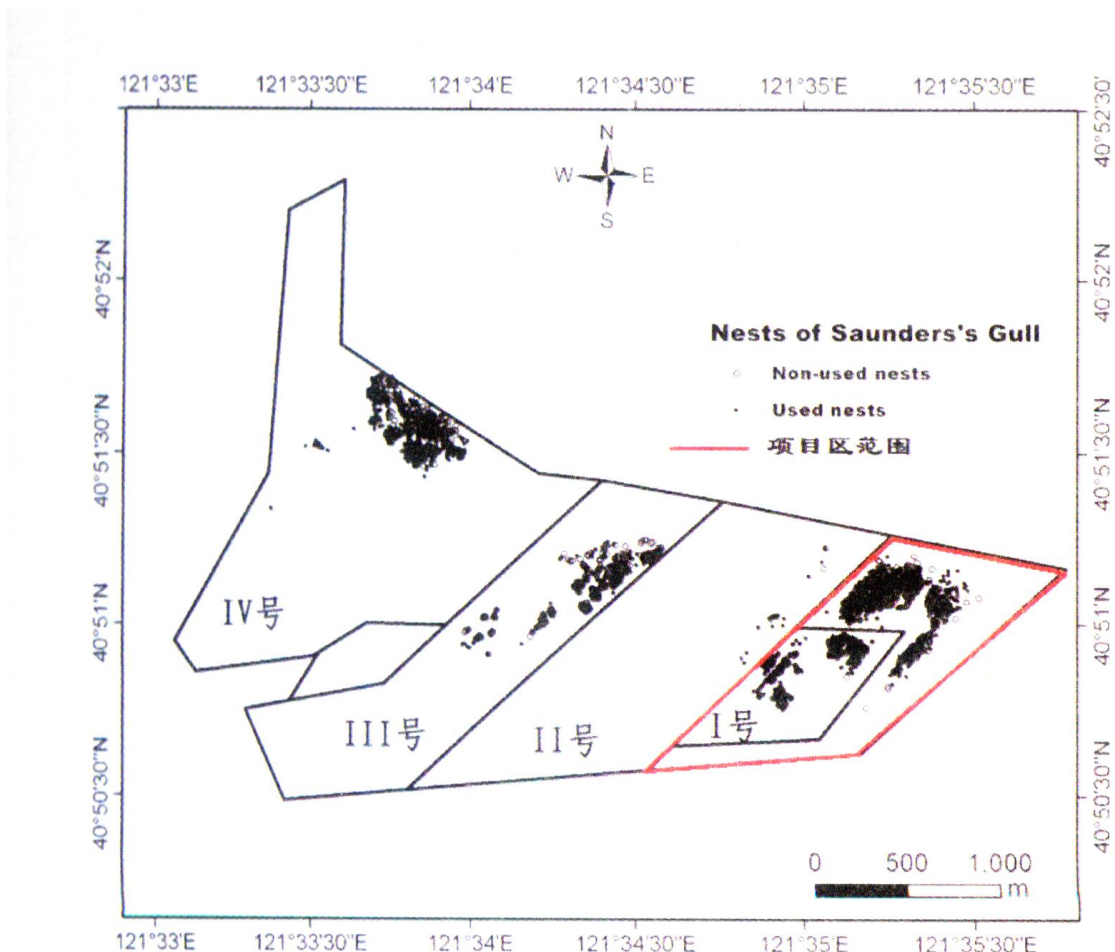 121°33'E 121°33'30"E 121°34'E 121°34'30"E 121°35'E 121°35'30"E
40°52'30"
N
W E
S
40°52'N 40°52'N
Nests of Saunders's Gull
Non-used nests
Used nests
项目区范围
40°51'30"N 40°51'30"N
IV号
40°51'N 40°51'N
III号 II号 I号
40°50'30"N 40°50'30"N
0 500 1.000
m
121°33'E 121°33'30"E 121°34'E 121°34'30"E 121°35'E 121°35'30"E